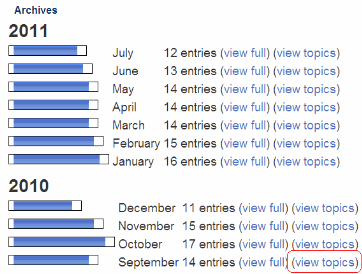 Archives
2011
July 12 entries (view full) (view topics)
June 13 entries (view full) (view topics)
May 14 entries (view full) (view topics)
April 14 entries (view full) (view topics)
March 14 entries (view full) (view topics)
February 15 entries (view full) (view topics)
January 16 entries (view full) (view topics)
2010
December 11 entries (view full) (view topics)
November 15 entries (view full) (view topics)
October 17 entries (view full) (view topics)
September 14 entries (view full) (view topics)